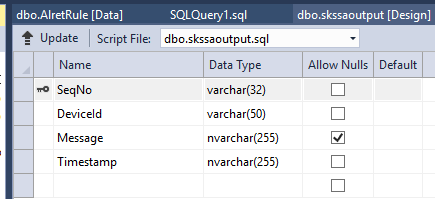 dbo.AlretRule [Data] SQLQuery1.sql dbo.skssaoutput [Design]
Update Script File: dbo.skssaoutput.sql
Name Data Type Allow Nulls Default
SeqNo varchar(32)
DeviceId varchar(50)
Message nvarchar(255)
Timestamp nvarchar(255)